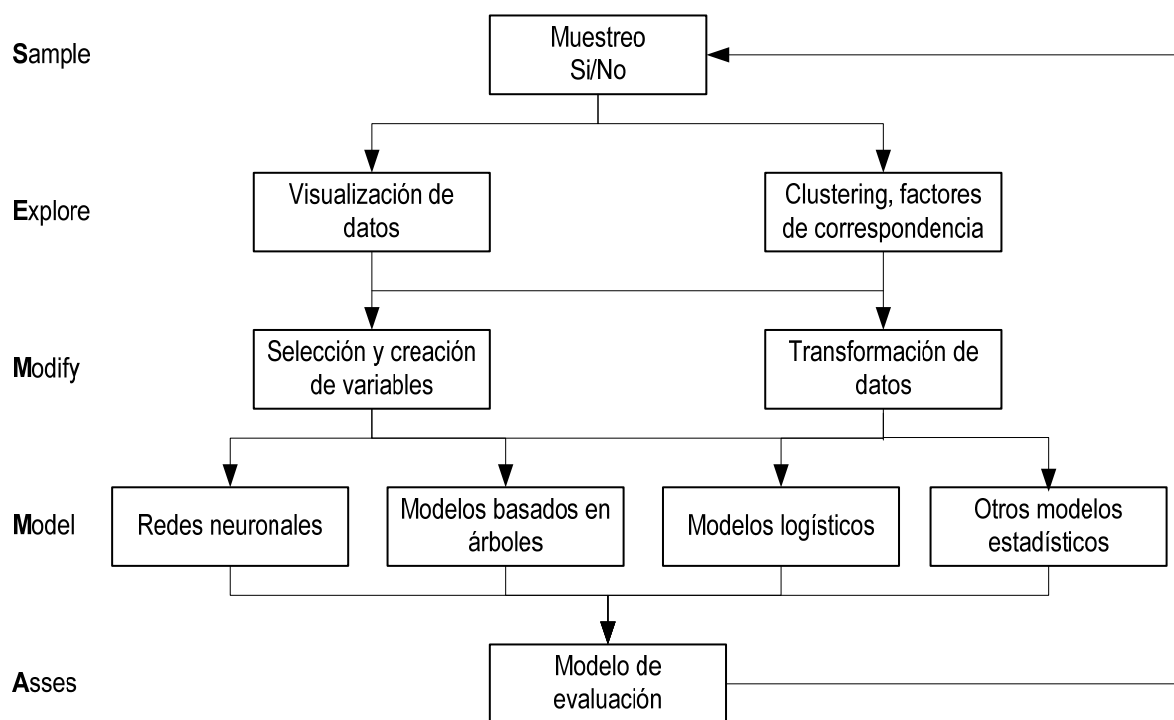 Sample
Muestreo
Si/No
Explore
Visualización de
datos
Clustering, factores
de correspondencia
Modify
Selección y creación
de variables
Transformación de
datos
Model
Redes neuronales
Modelos basados en
árboles
Modelos logísticos
Otros modelos
estadísticos
Asses
Modelo de
evaluación